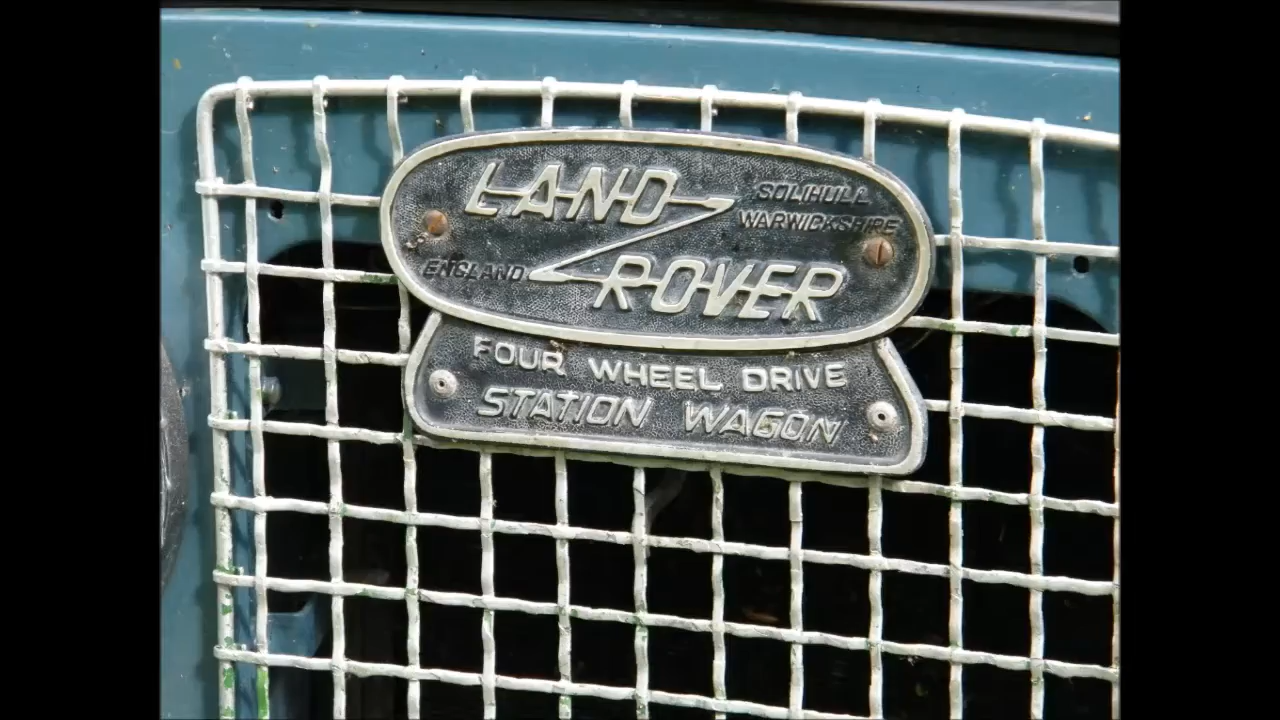 LAND
SOLIHULL
WARWICKSHIRE
ENGLAND
ROVER
FOUR WHEEL DRIVE
STATION WAGON